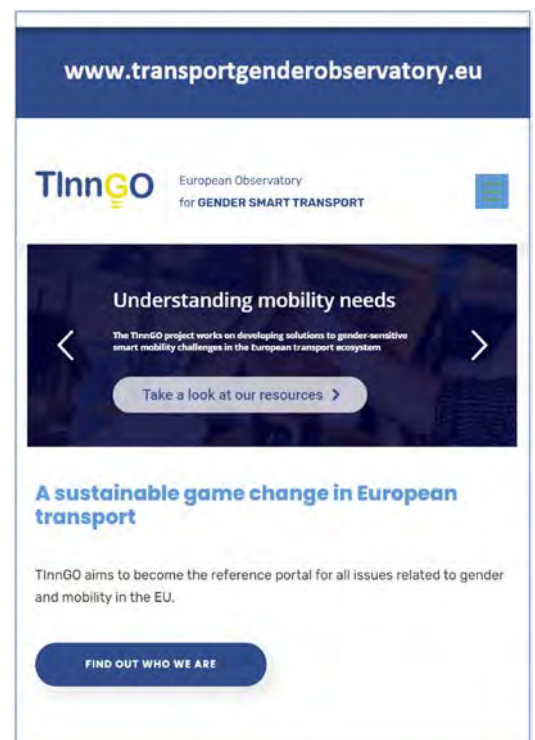 www.transportgenderobservatory.eu
TInnGO
European Observatory
for GENDER SMART TRANSPORT
Understanding mobility needs
The TinnGO project works on developing solutions to gender-sensitive
smart mobility challenges in the European transport ecosystem
Take a look at our resources
A sustainable game change in European
transport
TInnGO aims to become the reference portal for all issues related to gender
and mobility in the EU.
FIND OUT WHO WE ARE